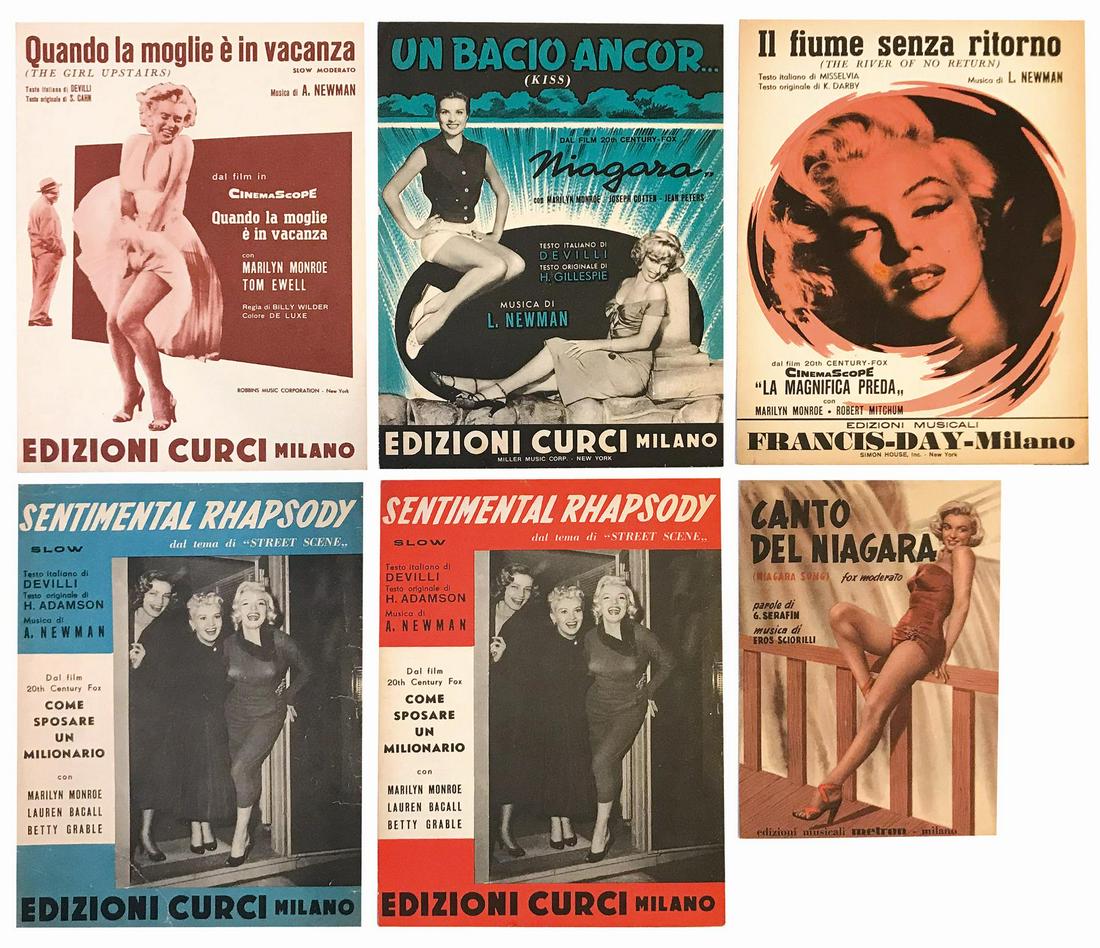 Quando la moglie è in vacanza
(THE GIRL UPSTAIRS)
SLOW MODERATO
Testo italiano di DEVILLI
Testo originale di S. CAHN
Musica di A. NEWMAN
dal film in
CINEMASCOPE
Quando la moglie
è in vacanza
con
MARILYN MONROE
TOM EWELL
Regia di BILLY WILDER
Colore DE LUXE
ROBBINS MUSIC CORPORATION - New York
EDIZIONI CURCI MILANO
UN BACIO ANCOR...
(KISS)
DAL FILM 20th CENTURY-FOX
Niagara„
con MARILYN MONROE - JOSEPH COTTEN - JEAN PETERS
TESTO ITALIANO DI
DEVILLI
TESTO ORIGINALE DI
H. GILLESPIE
MUSICA DI
L. NEWMAN
EDIZIONI CURCI MILANO
MILLER MUSIC CORP. - NEW YORK
Il fiume senza ritorno
(THE RIVER OF NO RETURN)
Testo italiano di MISSELVIA
Testo originale di K. DARBY
Musica di L. NEWMAN
dal film 20th CENTURY-FOX
CINEMASCOPE
"LA MAGNIFICA PREDA„
con
MARILYN MONROE • ROBERT MITCHUM
EDIZIONI MUSICALI
FRANCIS-DAY-Milano
SIMON HOUSE, Inc. - New York
SENTIMENTAL RHAPSODY
SLOW
dal tema di "STREET SCENE„
Testo italiano di
DEVILLI
Testo originale di
H. ADAMSON
Musica di
A. NEWMAN
Dal film
20th Century Fox
COME
SPOSARE
UN
MILIONARIO
con
MARILYN MONROE
LAUREN BACALL
BETTY GRABLE
EDIZIONI CURCI MILANO
SENTIMENTAL RHAPSODY
SLOW
dal tema di "STREET SCENE„
Testo italiano di
DEVILLI
Testo originale di
H. ADAMSON
Musica di
A. NEWMAN
Dal film
20th Century Fox
COME
SPOSARE
UN
MILIONARIO
con
MARILYN MONROE
LAUREN BACALL
BETTY GRABLE
EDIZIONI CURCI MILANO
CANTO
DEL NIAGARA
(NIAGARA SONG) fox moderato
parole di
G. SERAFIN
musica di
EROS SCIORILLI
edizioni musicali metron - milano